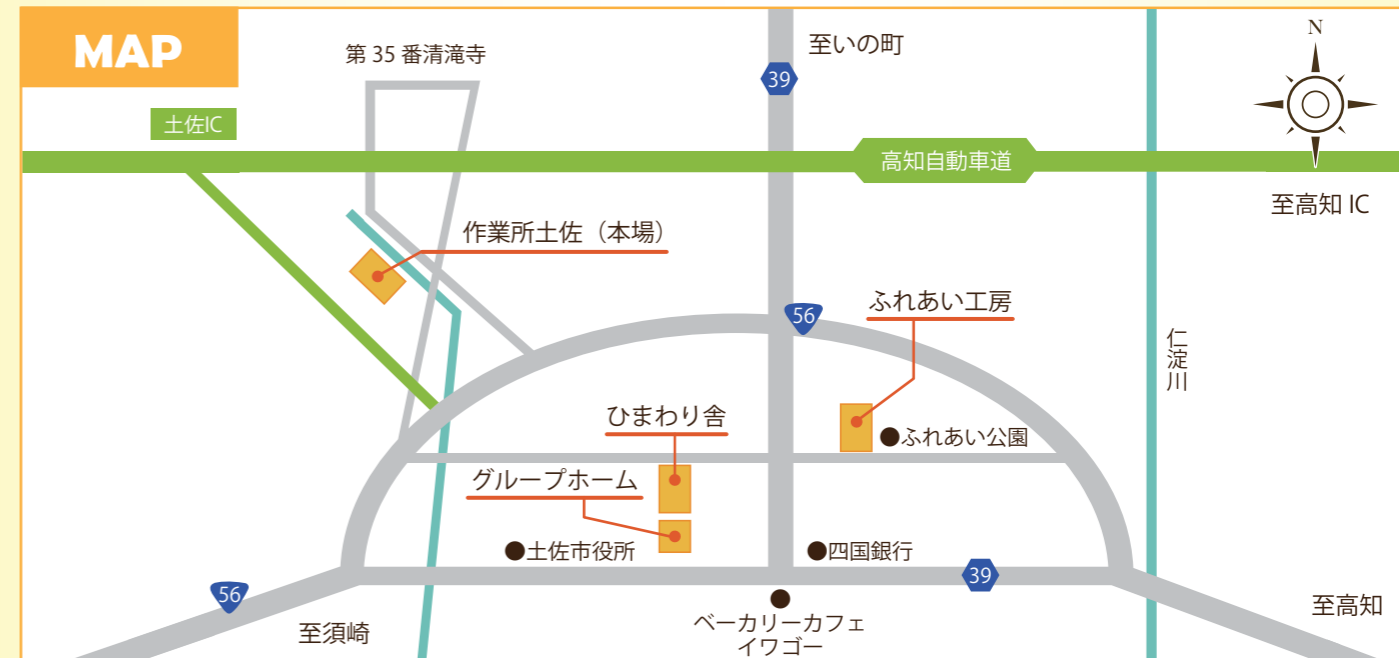 MAP
第 35 番清滝寺
至いの町
N
39
土佐IC
高知自動車道
至高知 IC
作業所土佐（本場）
56
ふれあい工房
仁淀川
ひまわり舎
●ふれあい公園
グループホーム
●土佐市役所
●四国銀行
39
56
至須崎
ベーカリーカフェ
イワゴー
至高知